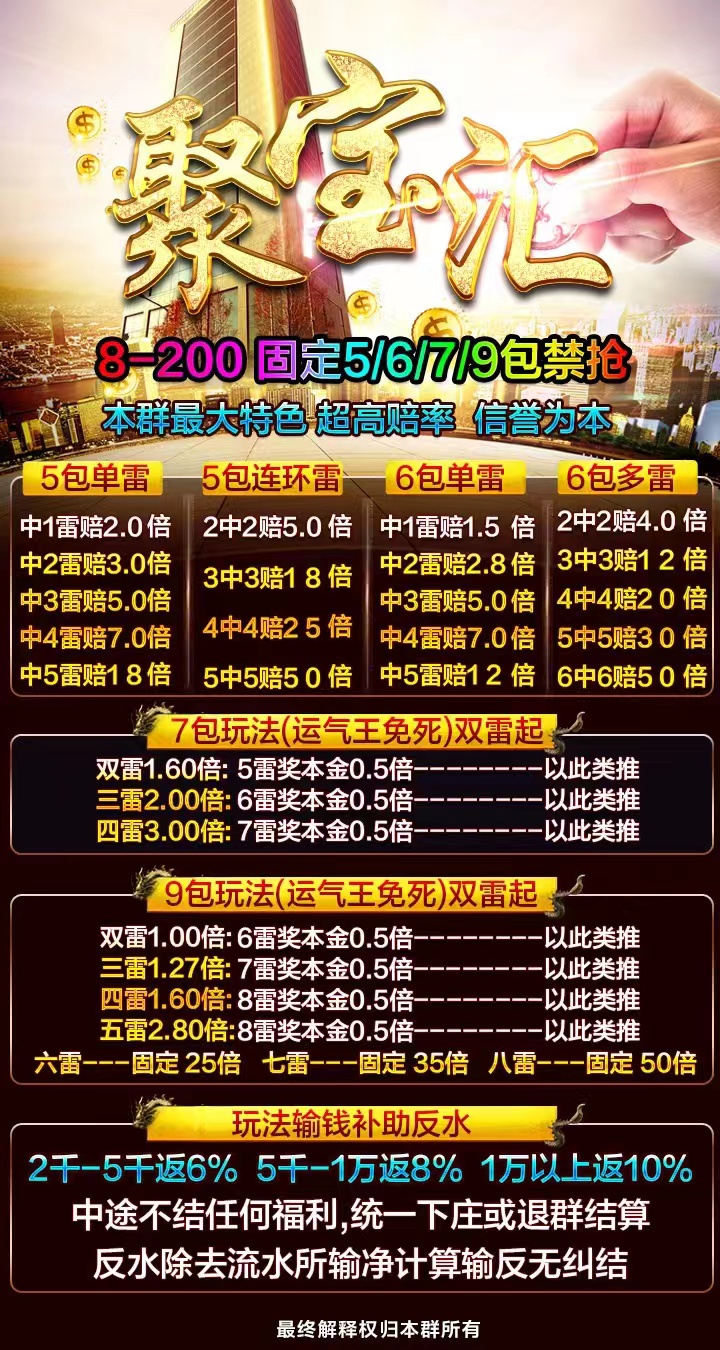 聚宝汇
8-200 固定5/6/7/9包禁抢
本群最大特色 超高赔率 信誉为本
5包单雷
中1雷赔2.0倍
中2雷赔3.0倍
中3雷赔5.0倍
中4雷赔7.0倍
中5雷赔18倍
5包连环雷
2中2赔5.0倍
3中3赔18倍
4中4赔25倍
5中5赔50倍
6包单雷
中1雷赔1.5 倍
中2雷赔2.8倍
中3雷赔5.0倍
中4雷赔7.0倍
中5雷赔12 倍
6包多雷
2中2赔4.0 倍
3中3赔12 倍
4中4赔20 倍
5中5赔30 倍
6中6赔50 倍
7包玩法(运气王免死)双雷起
双雷1.60倍: 5雷奖本金0.5倍--------以此类推
三雷2.00倍: 6雷奖本金0.5倍--------以此类推
四雷3.00倍: 7雷奖本金0.5倍--------以此类推
9包玩法(运气王免死)双雷起
双雷1.00倍: 6雷奖本金0.5倍--------以此类推
三雷1.27倍: 7雷奖本金0.5倍--------以此类推
四雷1.60倍: 8雷奖本金0.5倍--------以此类推
五雷2.80倍:8雷奖本金0.5倍--------以此类推
六雷---固定 25倍 七雷---固定 35倍 八雷---固定 50倍
玩法输钱补助反水
2千-5千返6% 5千-1万返8% 1万以上返10%
中途不结任何福利,统一下庄或退群结算
反水除去流水所输净计算输反无纠结
最终解释权归本群所有